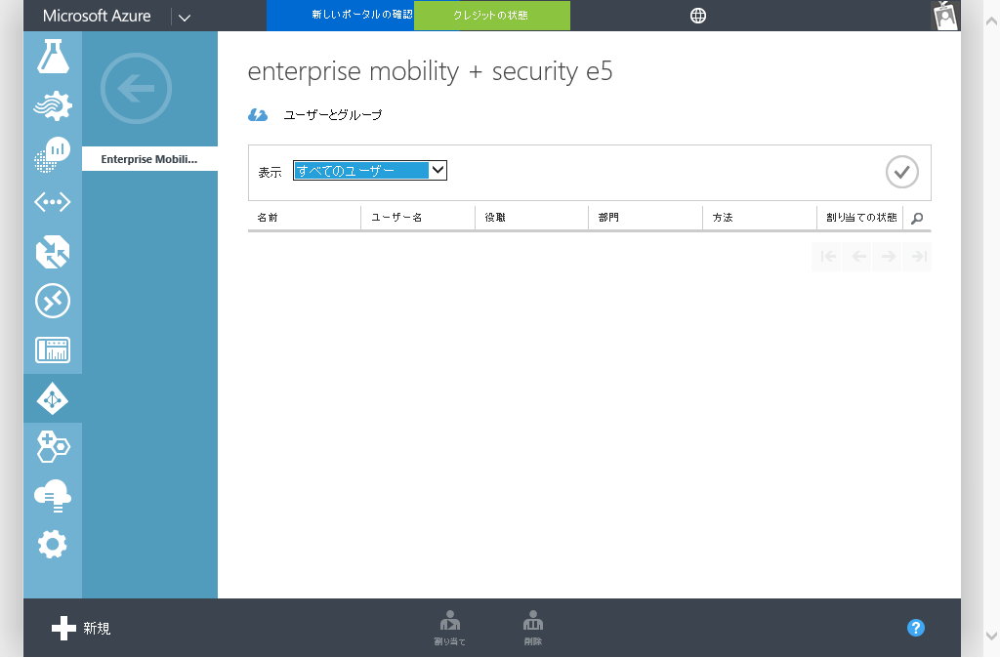 Microsoft Azure
新しいポータルの確認
クレジットの状態
Enterprise Mobili...
enterprise mobility + security e5
ユーザーとグループ
表示
すべてのユーザー
名前
ユーザー名
役職
部門
方法
割り当ての状態
新規
割り当て
削除
?